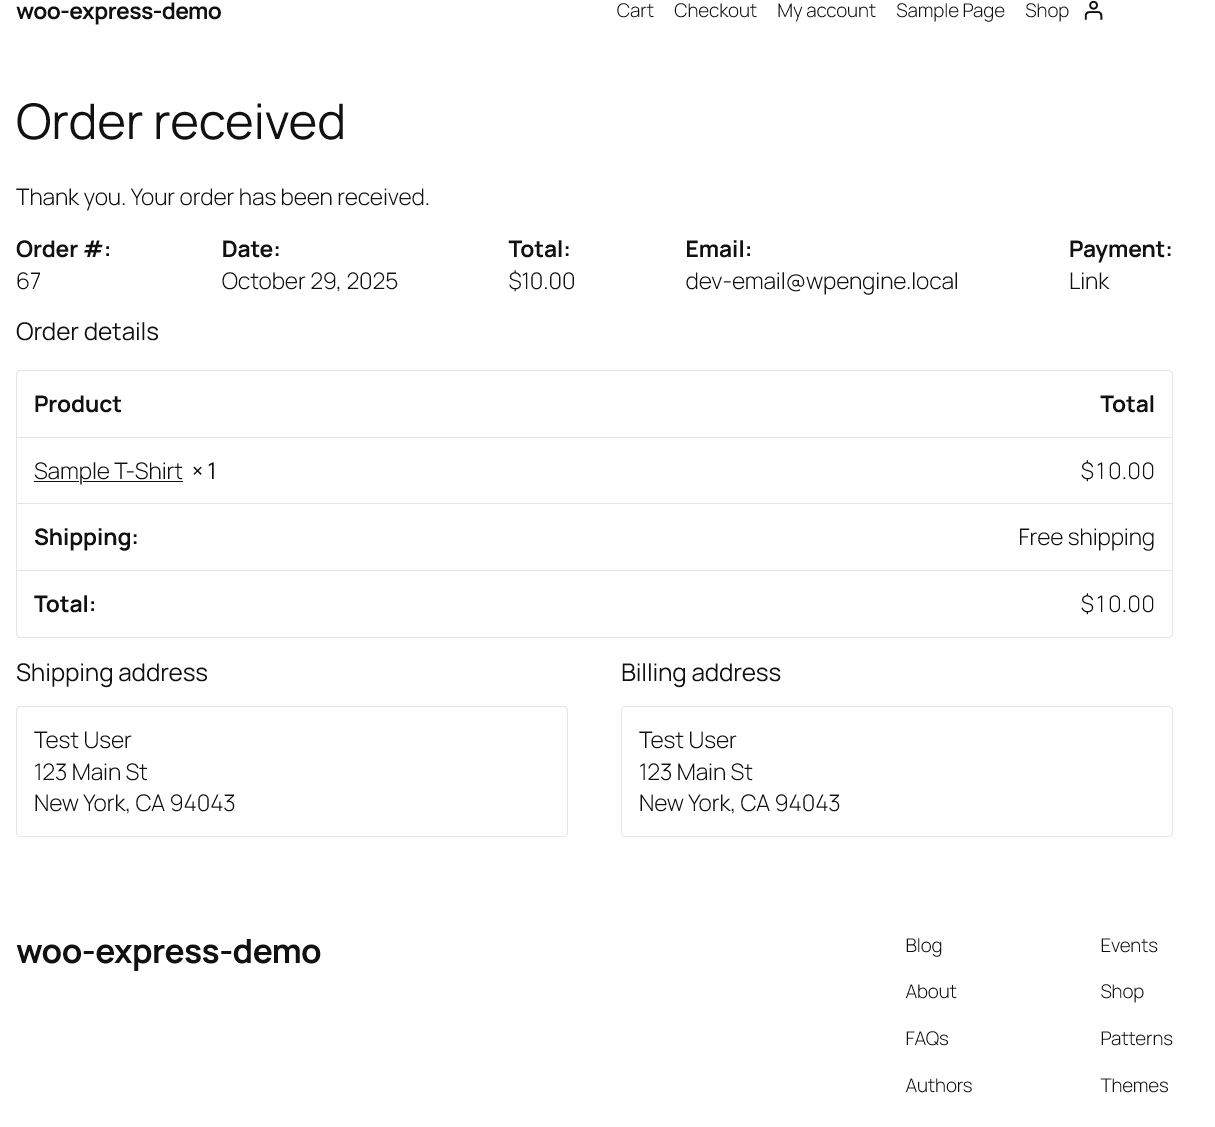 woo-express-demo
Cart Checkout My account Sample Page Shop
Order received
Thank you. Your order has been received.
Order #: Date: Total: Email: Payment:
67 October 29, 2025 $10.00 dev-email@wpengine.local Link
Order details
Product Total
Sample T-Shirt × 1 $10.00
Shipping: Free shipping
Total: $10.00
Shipping address Billing address
Test User Test User
123 Main St 123 Main St
New York, CA 94043 New York, CA 94043
woo-express-demo
Blog Events
About Shop
FAQs Patterns
Authors Themes